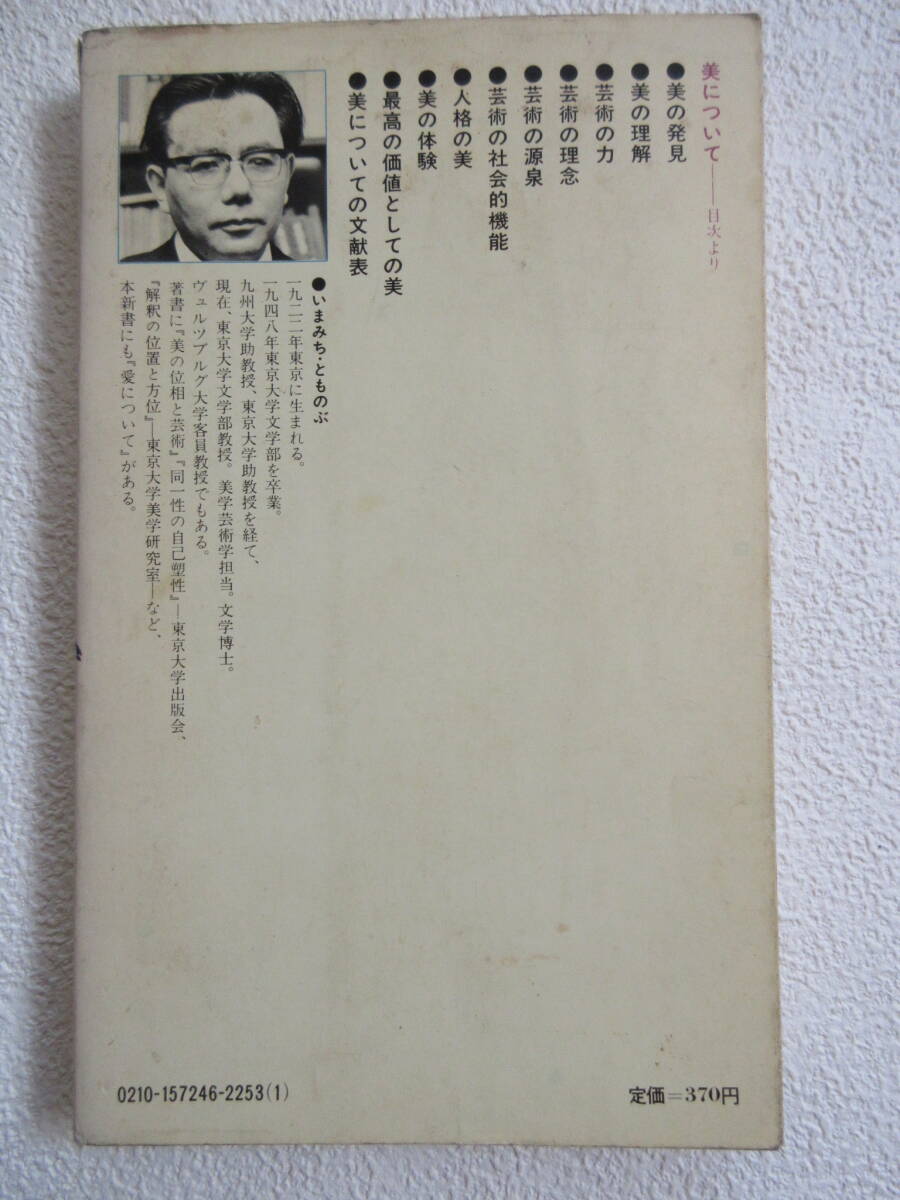 美について——目次より
●美の発見
●美の理解
●芸術の力
●芸術の理念
●芸術の源泉
●芸術の社会的機能
●人格の美
●美の体験
●最高の価値としての美
●美についての文献表
●いまみち・とものぶ
一九二二年東京に生まれる。
一九四八年東京大学文学部を卒業。
九州大学助教授、東京大学助教授を経て、
現在、東京大学文学部教授。美学芸術学担当。文学博士。
ヴュルツブルグ大学客員教授でもある。
著書に『美の位相と芸術』『同一性の自己塑性』—東京大学出版会、
『解釈の位置と方位』—東京大学美学研究室—など、
本新書にも『愛について』がある。
0210-157246-2253(1)
定価＝370円